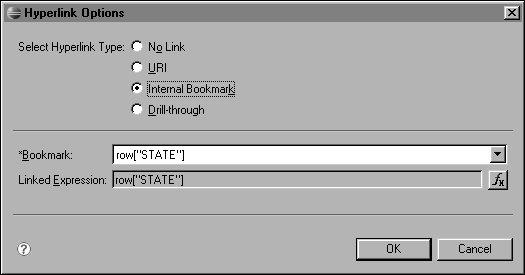 Hyperlink Options
Select Hyperlink Type: No Link
URI
Internal Bookmark
Drill-through
*Bookmark: row["STATE"]
Linked Expression: row["STATE"] fx
? OK Cancel